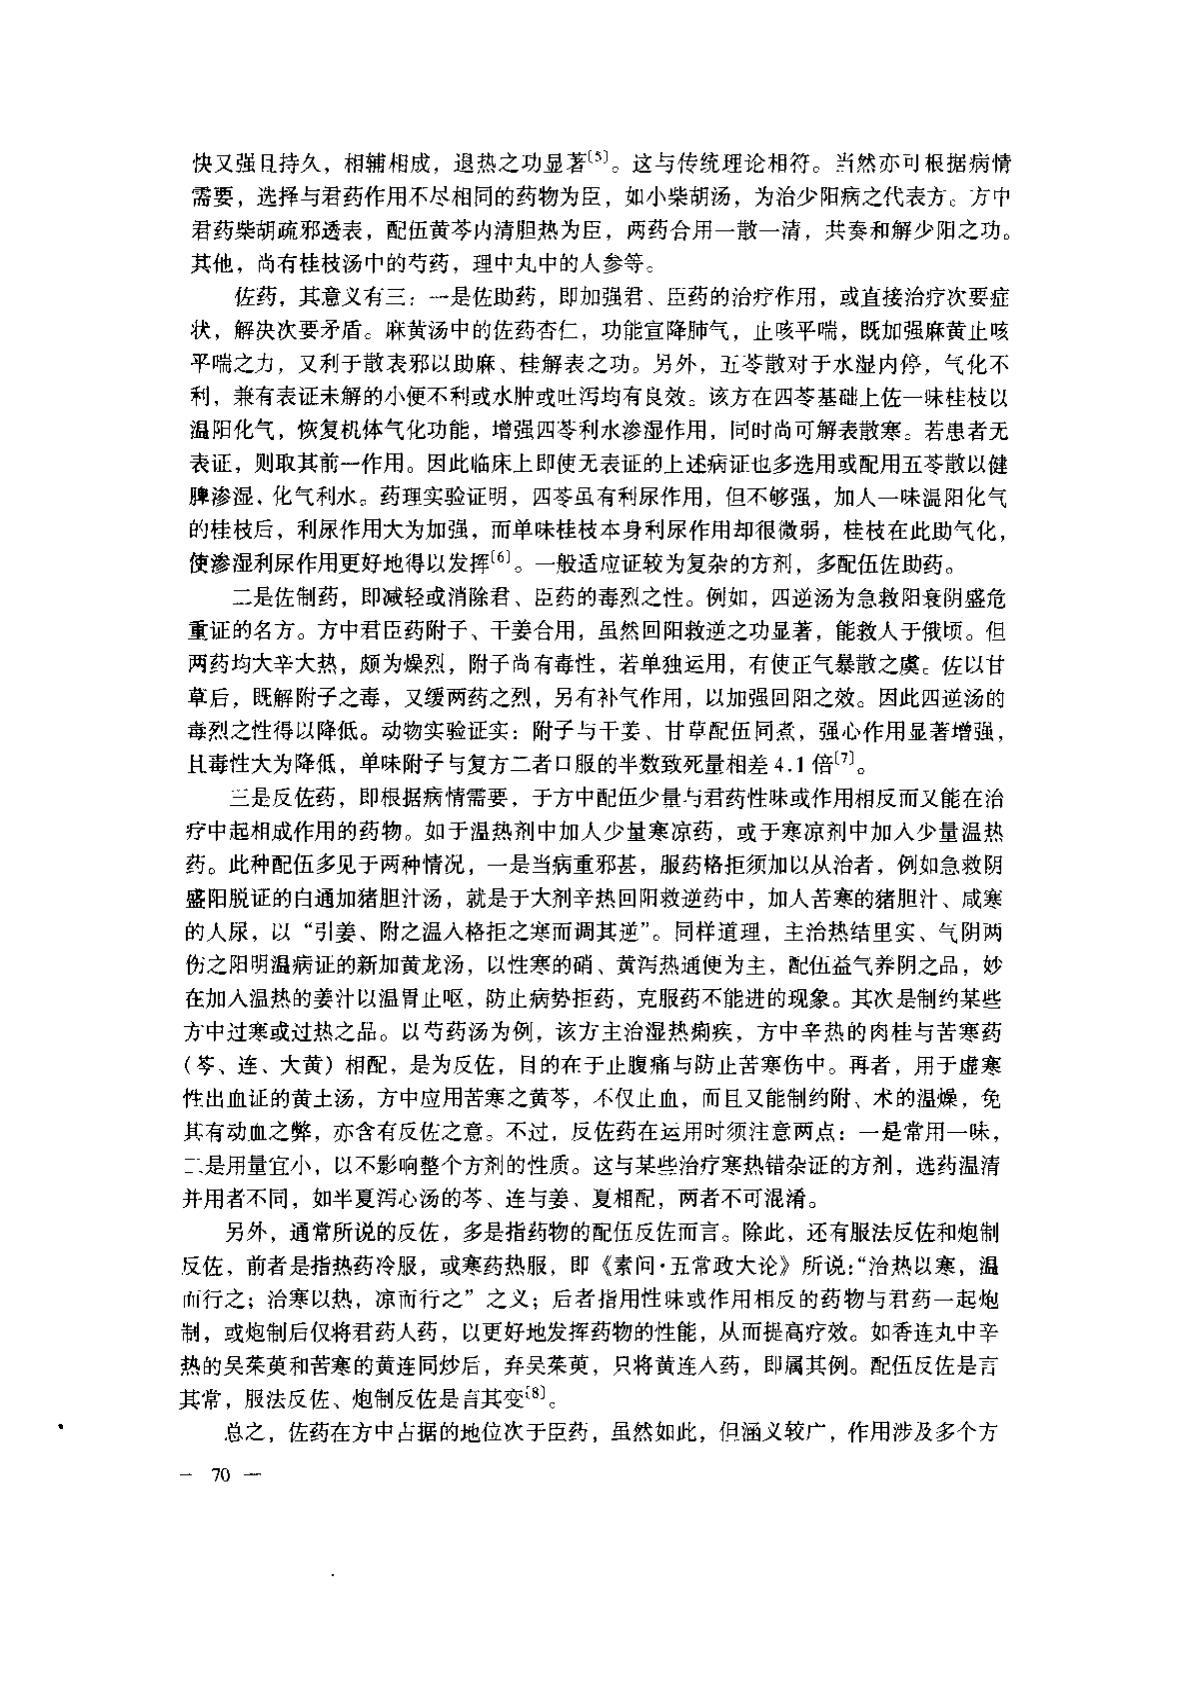 快又强且持久，相辅相成，退热之功显著〔5〕。这与传统理论相符。当然亦可根据病情
需要，选择与君药作用不尽相同的药物为臣，如小柴胡汤，为治少阳病之代表方。方中
君药柴胡疏邪透表，配伍黄芩内清胆热为臣，两药合用一散一清，共奏和解少阳之功。
其他，尚有桂枝汤中的芍药，理中丸中的人参等。
佐药，其意义有三：一是佐助药，即加强君、臣药的治疗作用，或直接治疗次要症
状，解决次要矛盾。麻黄汤中的佐药杏仁，功能宣降肺气，止咳平喘，既加强麻黄止咳
平喘之力，又利于散表邪以助麻、桂解表之功。另外，五苓散对于水湿内停，气化不
利，兼有表证未解的小便不利或水肿或吐泻均有良效。该方在四苓基础上佐一味桂枝以
温阳化气，恢复机体气化功能，增强四苓利水渗湿作用，同时尚可解表散寒。若患者无
表证，则取其前一作用。因此临床上即使无表证的上述病证也多选用或配用五苓散以健
脾渗湿、化气利水。药理实验证明，四苓虽有利尿作用，但不够强，加人一味温阳化气
的桂枝后，利尿作用大为加强，而单味桂枝本身利尿作用却很微弱，桂枝在此助气化，
使渗湿利尿作用更好地得以发挥〔6〕。一般适应证较为复杂的方剂，多配伍佐助药。
二是佐制药，即减轻或消除君、臣药的毒烈之性。例如，四逆汤为急救阳衰阴盛危
重证的名方。方中君臣药附子、干姜合用，虽然回阳救逆之功显著，能救人于俄顷。但
两药均大辛大热，颇为燥烈，附子尚有毒性，若单独运用，有使正气暴散之虞。佐以甘
草后，既解附子之毒，又缓两药之烈，另有补气作用，以加强回阳之效。因此四逆汤的
毒烈之性得以降低。动物实验证实：附子与干姜、甘草配伍同煮，强心作用显著增强，
且毒性大为降低，单味附子与复方二者口服的半数致死量相差 4.1 倍〔7〕。
三是反佐药，即根据病情需要，于方中配伍少量与君药性味或作用相反而又能在治
疗中起相成作用的药物。如于温热剂中加人少量寒凉药，或于寒凉剂中加入少量温热
药。此种配伍多见于两种情况，一是当病重邪甚，服药格拒须加以从治者，例如急救阴
盛阳脱证的白通加猪胆汁汤，就是于大剂辛热回阳救逆药中，加人苦寒的猪胆汁、咸寒
的人尿，以“引姜、附之温入格拒之寒而调其逆”。同样道理，主治热结里实、气阴两
伤之阳明温病证的新加黄龙汤，以性寒的硝、黄泻热通便为主，配伍益气养阴之品，妙
在加入温热的姜汁以温胃止呕，防止病势拒药，克服药不能进的现象。其次是制约某些
方中过寒或过热之品。以芍药汤为例，该方主治湿热痢疾，方中辛热的肉桂与苦寒药
（芩、连、大黄）相配，是为反佐，目的在于止腹痛与防止苦寒伤中。再者，用于虚寒
性出血证的黄土汤，方中应用苦寒之黄芩，不仅止血，而且又能制约附、术的温燥，免
其有动血之弊，亦含有反佐之意。不过，反佐药在运用时须注意两点：一是常用一味，
二是用量宜小，以不影响整个方剂的性质。这与某些治疗寒热错杂证的方剂，选药温清
并用者不同，如半夏泻心汤的芩、连与姜、夏相配，两者不可混淆。
另外，通常所说的反佐，多是指药物的配伍反佐而言。除此，还有服法反佐和炮制
反佐，前者是指热药冷服，或寒药热服，即《素问·五常政大论》所说：“治热以寒，温
而行之；治寒以热，凉而行之”之义；后者指用性味或作用相反的药物与君药一起炮
制，或炮制后仅将君药人药，以更好地发挥药物的性能，从而提高疗效。如香连丸中辛
热的吴茱萸和苦寒的黄连同炒后，弃吴茱萸，只将黄连入药，即属其例。配伍反佐是言
其常，服法反佐、炮制反佐是言其变〔8〕。
总之，佐药在方中占据的地位次于臣药，虽然如此，但涵义较广，作用涉及多个方
— 70 —